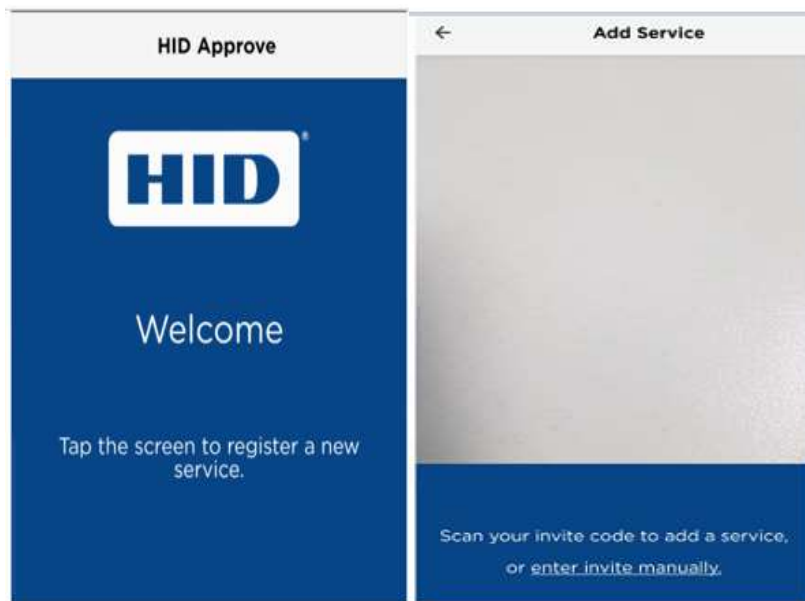 HID Approve
HID®
Welcome
Tap the screen to register a new
service.
← Add Service
Scan your invite code to add a service,
or enter invite manually.